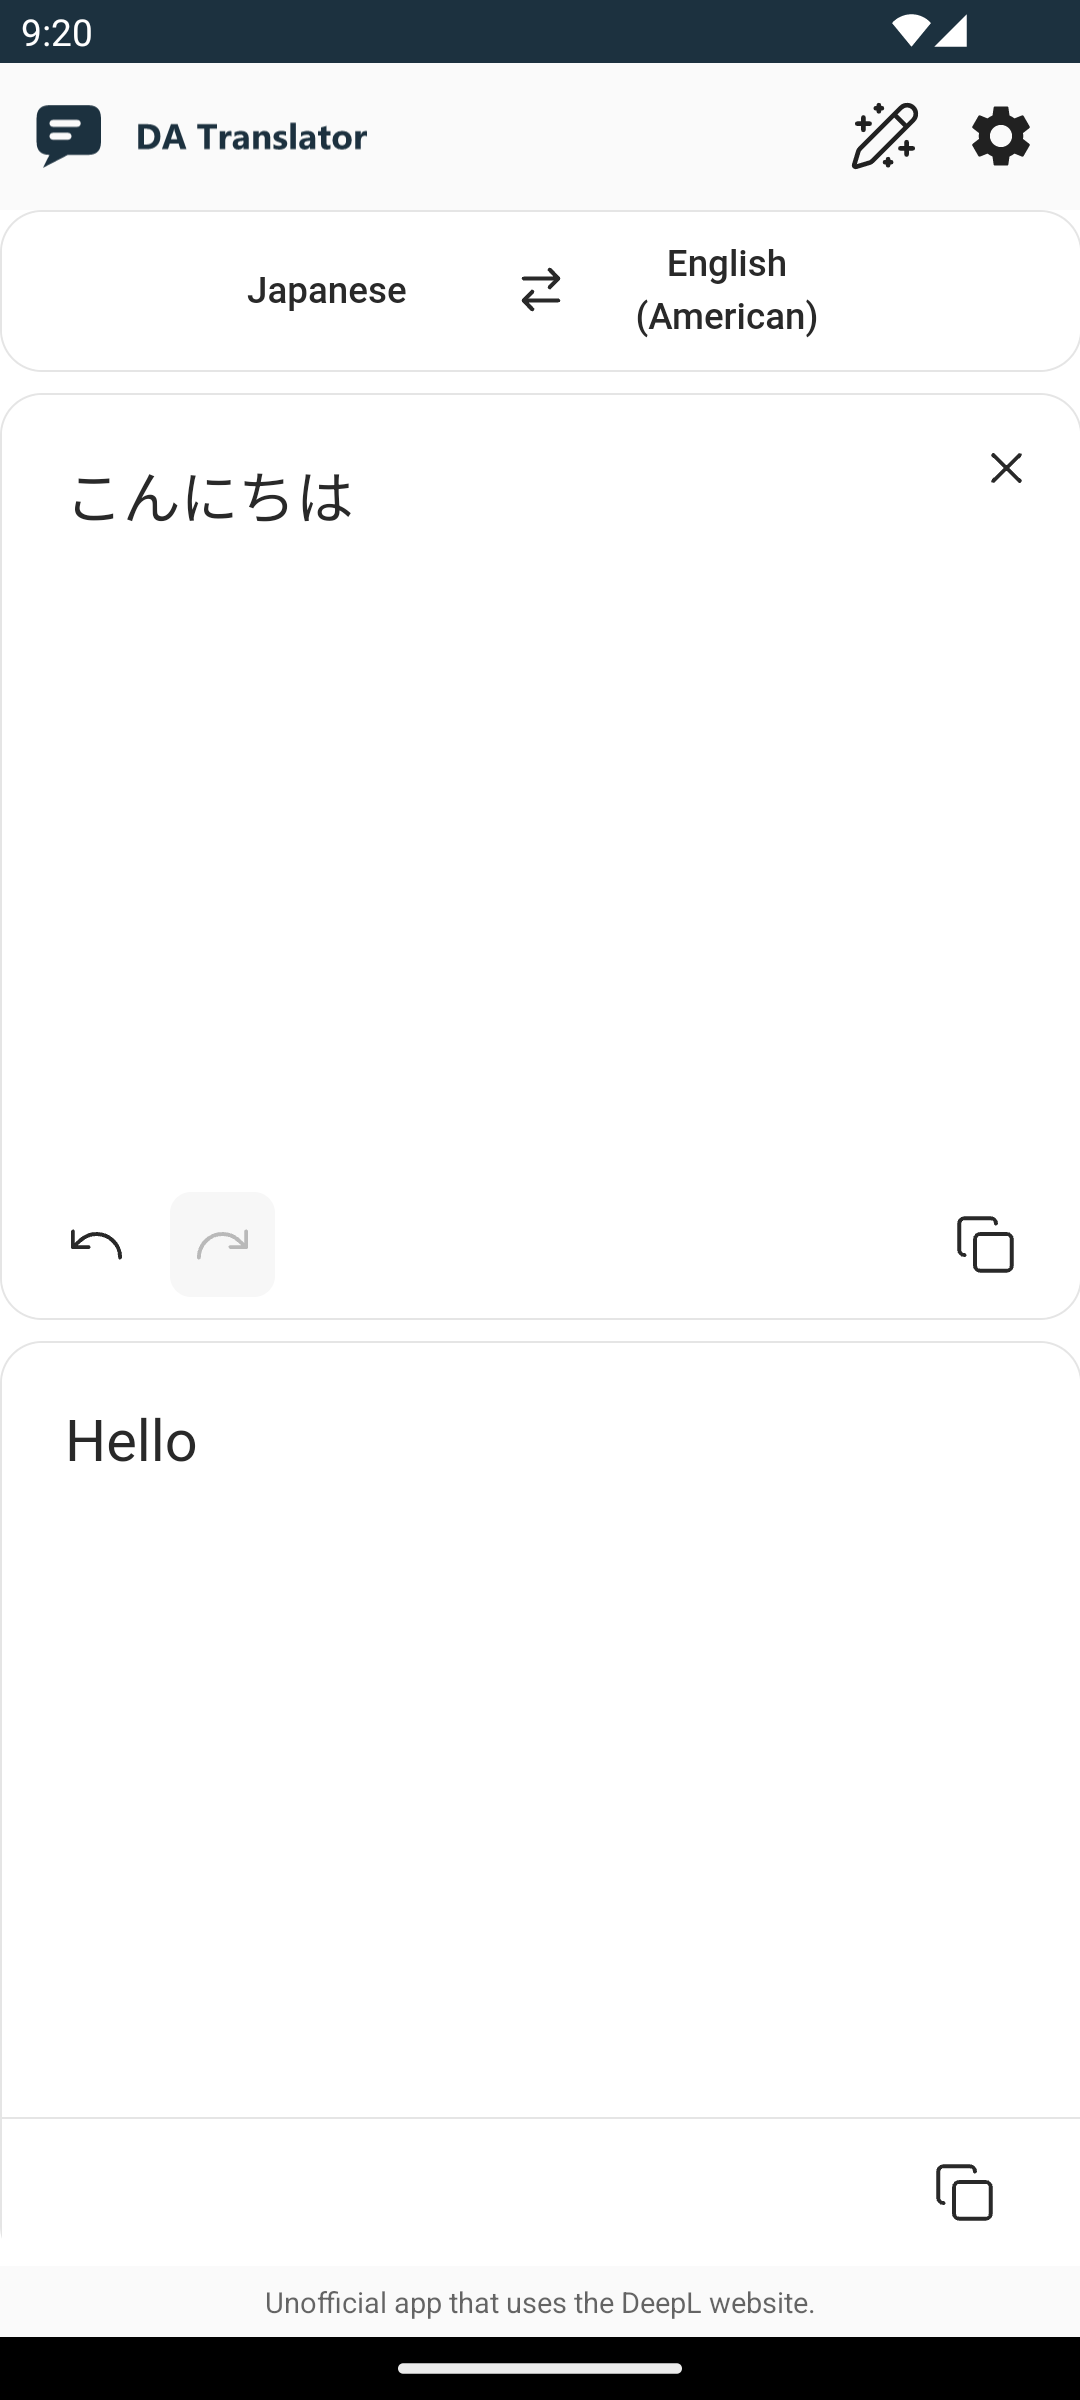 9:20
DA Translator
Japanese
English
(American)
こんにちは
Hello
Unofficial app that uses the DeepL website.